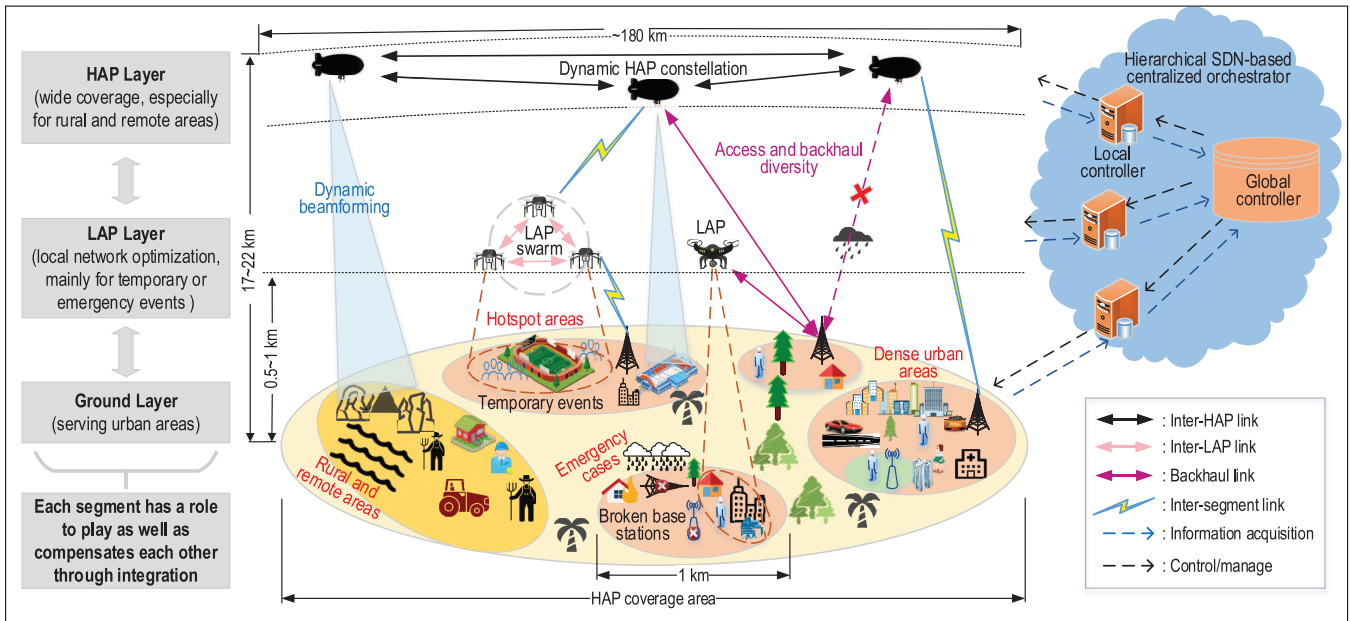 HAP Layer
(wide coverage, especially
for rural and remote areas)
LAP Layer
(local network optimization,
mainly for temporary or
emergency events )
Ground Layer
(serving urban areas)
Each segment has a role
to play as well as
compensates each other
through integration
~180 km
17~22 km
0.5~1 km
Dynamic HAP constellation
Dynamic
beamforming
Access and backhaul
diversity
LAP
swarm
LAP
Hotspot areas
Temporary events
Dense urban
areas
Rural and
remote areas
Emergency
cases
Broken base
stations
1 km
HAP coverage area
Hierarchical SDN-based
centralized orchestrator
Local
controller
Global
controller
: Inter-HAP link
: Inter-LAP link
: Backhaul link
: Inter-segment link
: Information acquisition
: Control/manage